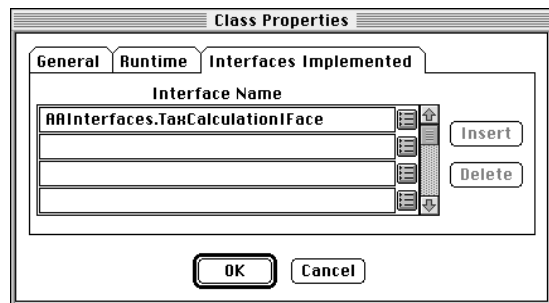 Class Properties
General Runtime Interfaces Implemented
Interface Name
AAInterfaces.TaxCalculationIFace
Insert
Delete
OK Cancel